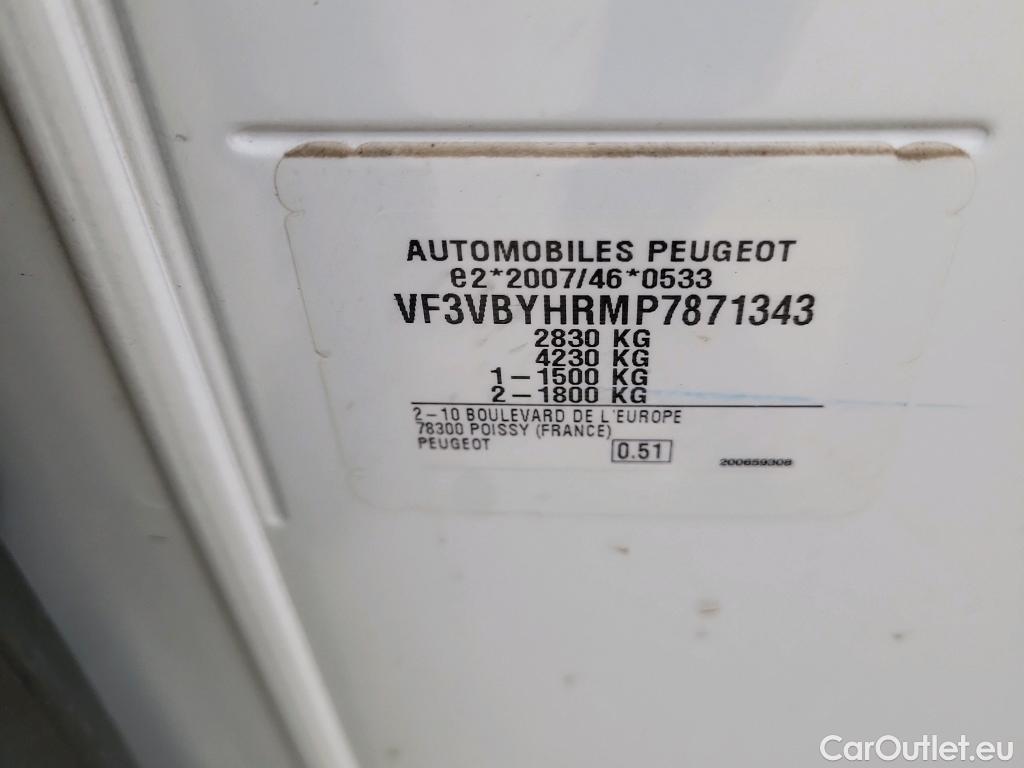 AUTOMOBILES PEUGEOT
e2*2007/46*0533
VF3VBYHRMP7871343
2830 KG
4230 KG
1-1500 KG
2-1800 KG
2-10 BOULEVARD DE L'EUROPE
78300 POISSY (FRANCE)
PEUGEOT
0.51
200659308
CarOutlet.eu